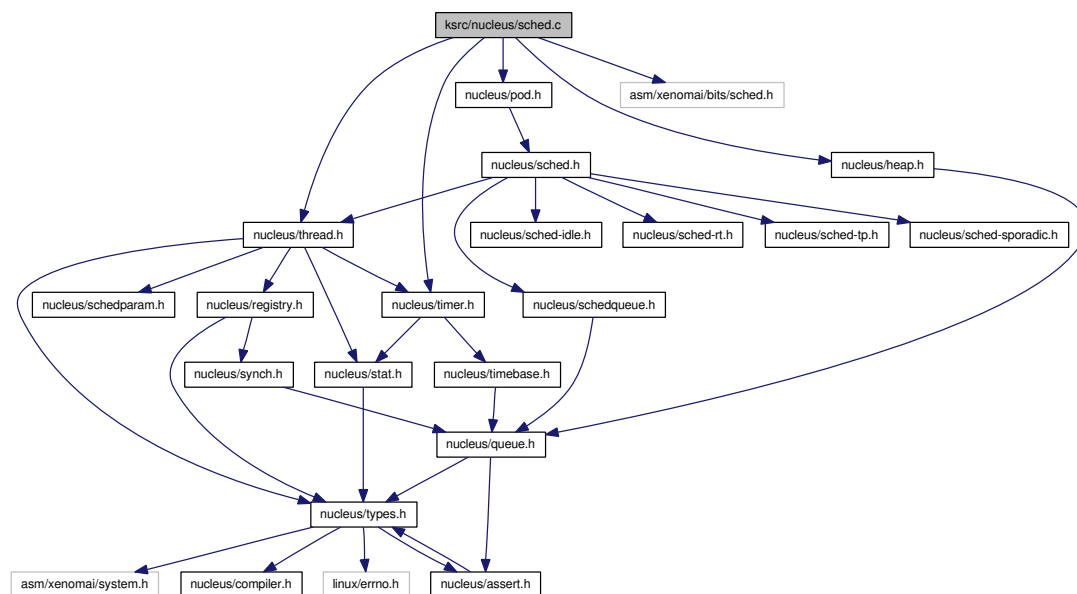 ksrc/nucleus/sched.c
nucleus/pod.h
asm/xenomai/bits/sched.h
nucleus/sched.h
nucleus/heap.h
nucleus/thread.h
nucleus/sched-idle.h
nucleus/sched-rt.h
nucleus/sched-tp.h
nucleus/sched-sporadic.h
nucleus/schedparam.h
nucleus/registry.h
nucleus/timer.h
nucleus/schedqueue.h
nucleus/synch.h
nucleus/stat.h
nucleus/timebase.h
nucleus/queue.h
nucleus/types.h
asm/xenomai/system.h
nucleus/compiler.h
linux/errno.h
nucleus/assert.h